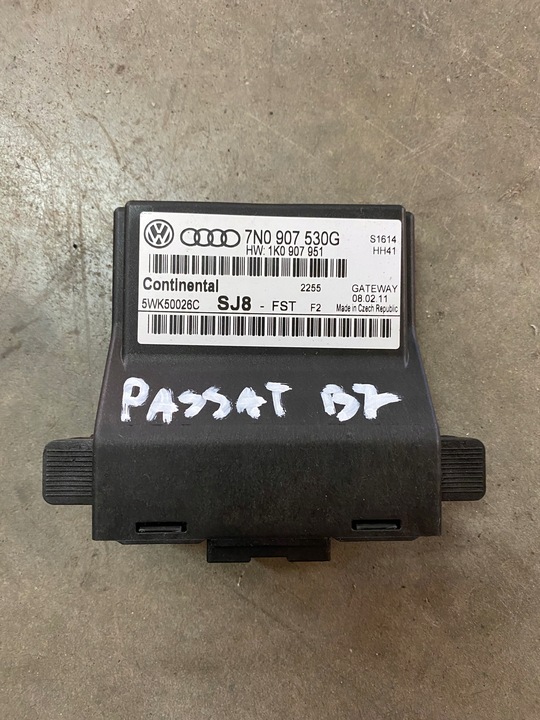 7N0 907 530G S1614
HW: 1K0 907 951 HH41
Continental 2255 GATEWAY
5WK50026C SJ8 - FST F2 08.02.11
Made in Czech Republic
PASSAT B7